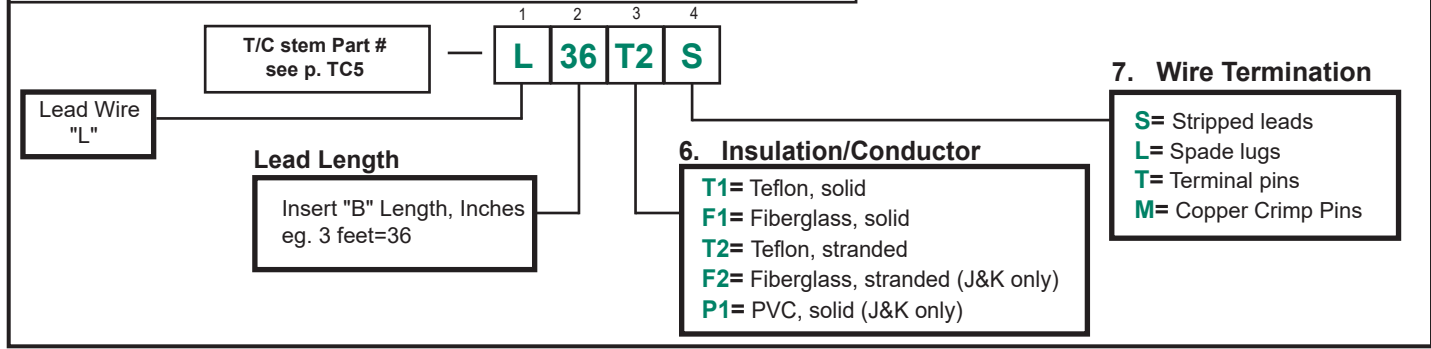 1 2 3 4
T/C stem Part #
see p. TC5
— L 36 T2 S
Lead Wire
"L"
Lead Length
Insert "B" Length, Inches
eg. 3 feet=36
6. Insulation/Conductor
T1= Teflon, solid
F1= Fiberglass, solid
T2= Teflon, stranded
F2= Fiberglass, stranded (J&K only)
P1= PVC, solid (J&K only)
7. Wire Termination
S= Stripped leads
L= Spade lugs
T= Terminal pins
M= Copper Crimp Pins